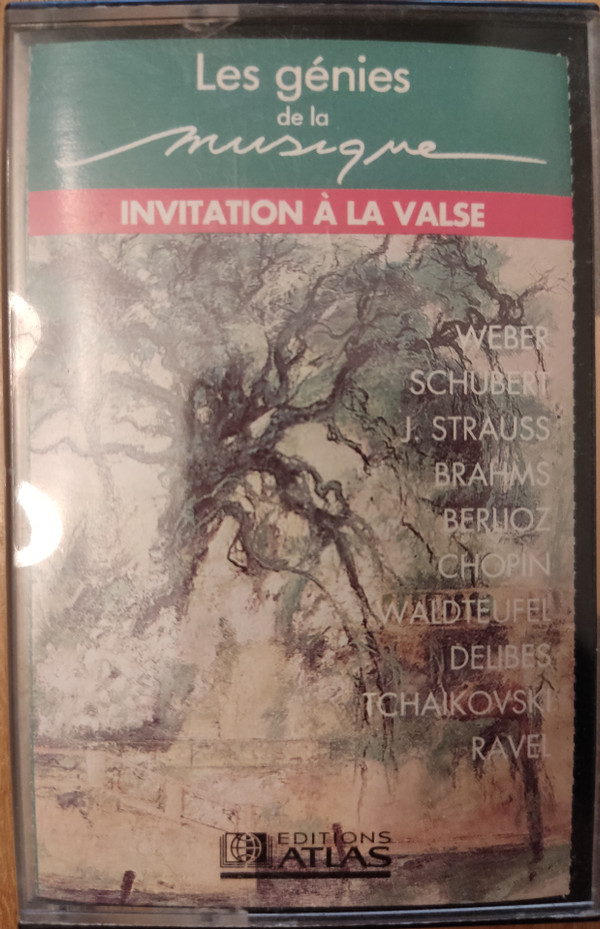 Les génies
de la
musique
INVITATION À LA VALSE
WEBER
SCHUBERT
J. STRAUSS
BRAHMS
BERLIOZ
CHOPIN
WALDTEUFEL
DELIBES
TCHAIKOVSKI
RAVEL
EDITIONS
ATLAS